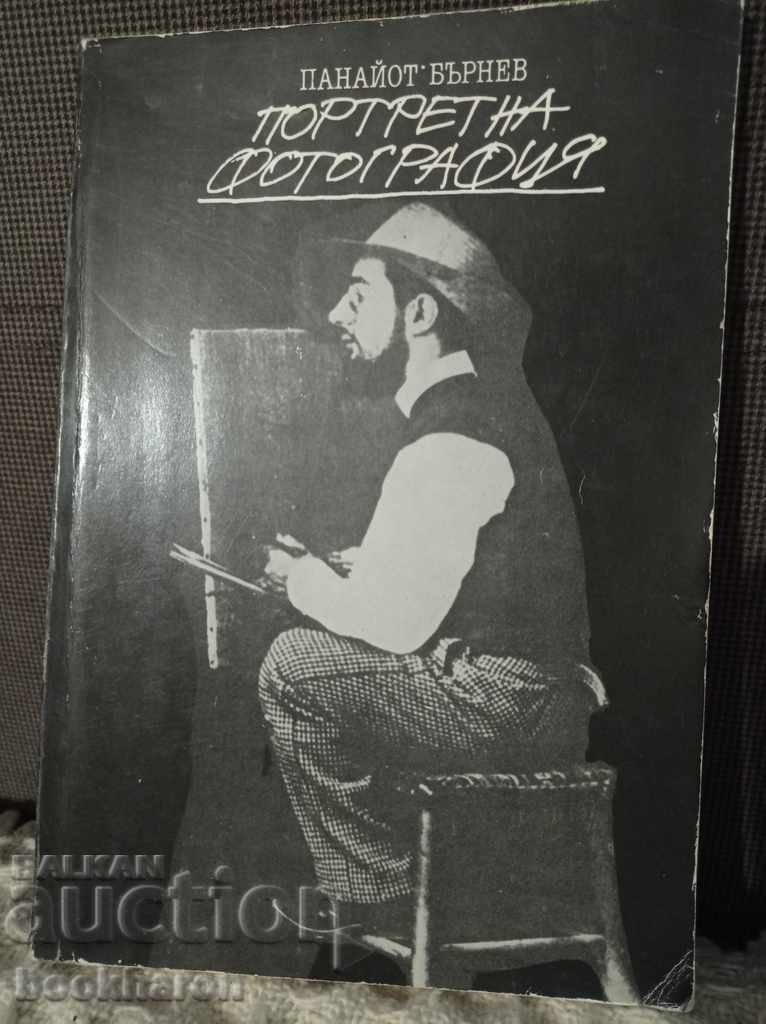 ПАНАЙОТ БЪРНЕВ
ПОРТРЕТНА
ФОТОГРАФИЯ
BALKAN
auction
bookharon